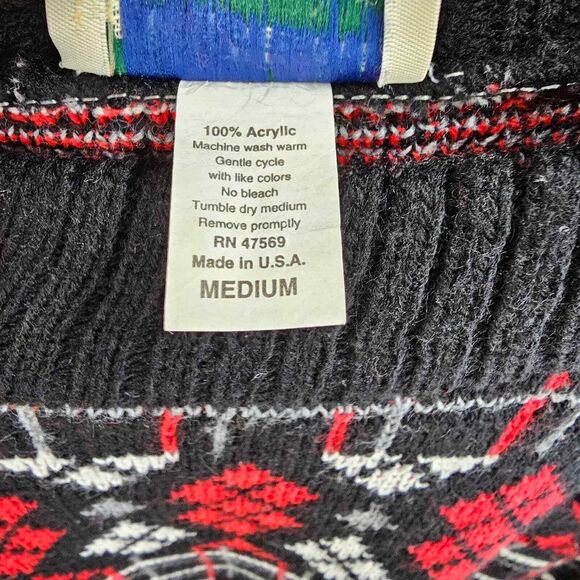 100% Acrylic
Machine wash warm
Gentle cycle
with like colors
No bleach
Tumble dry medium
Remove promptly
RN 47569
Made in U.S.A.
MEDIUM